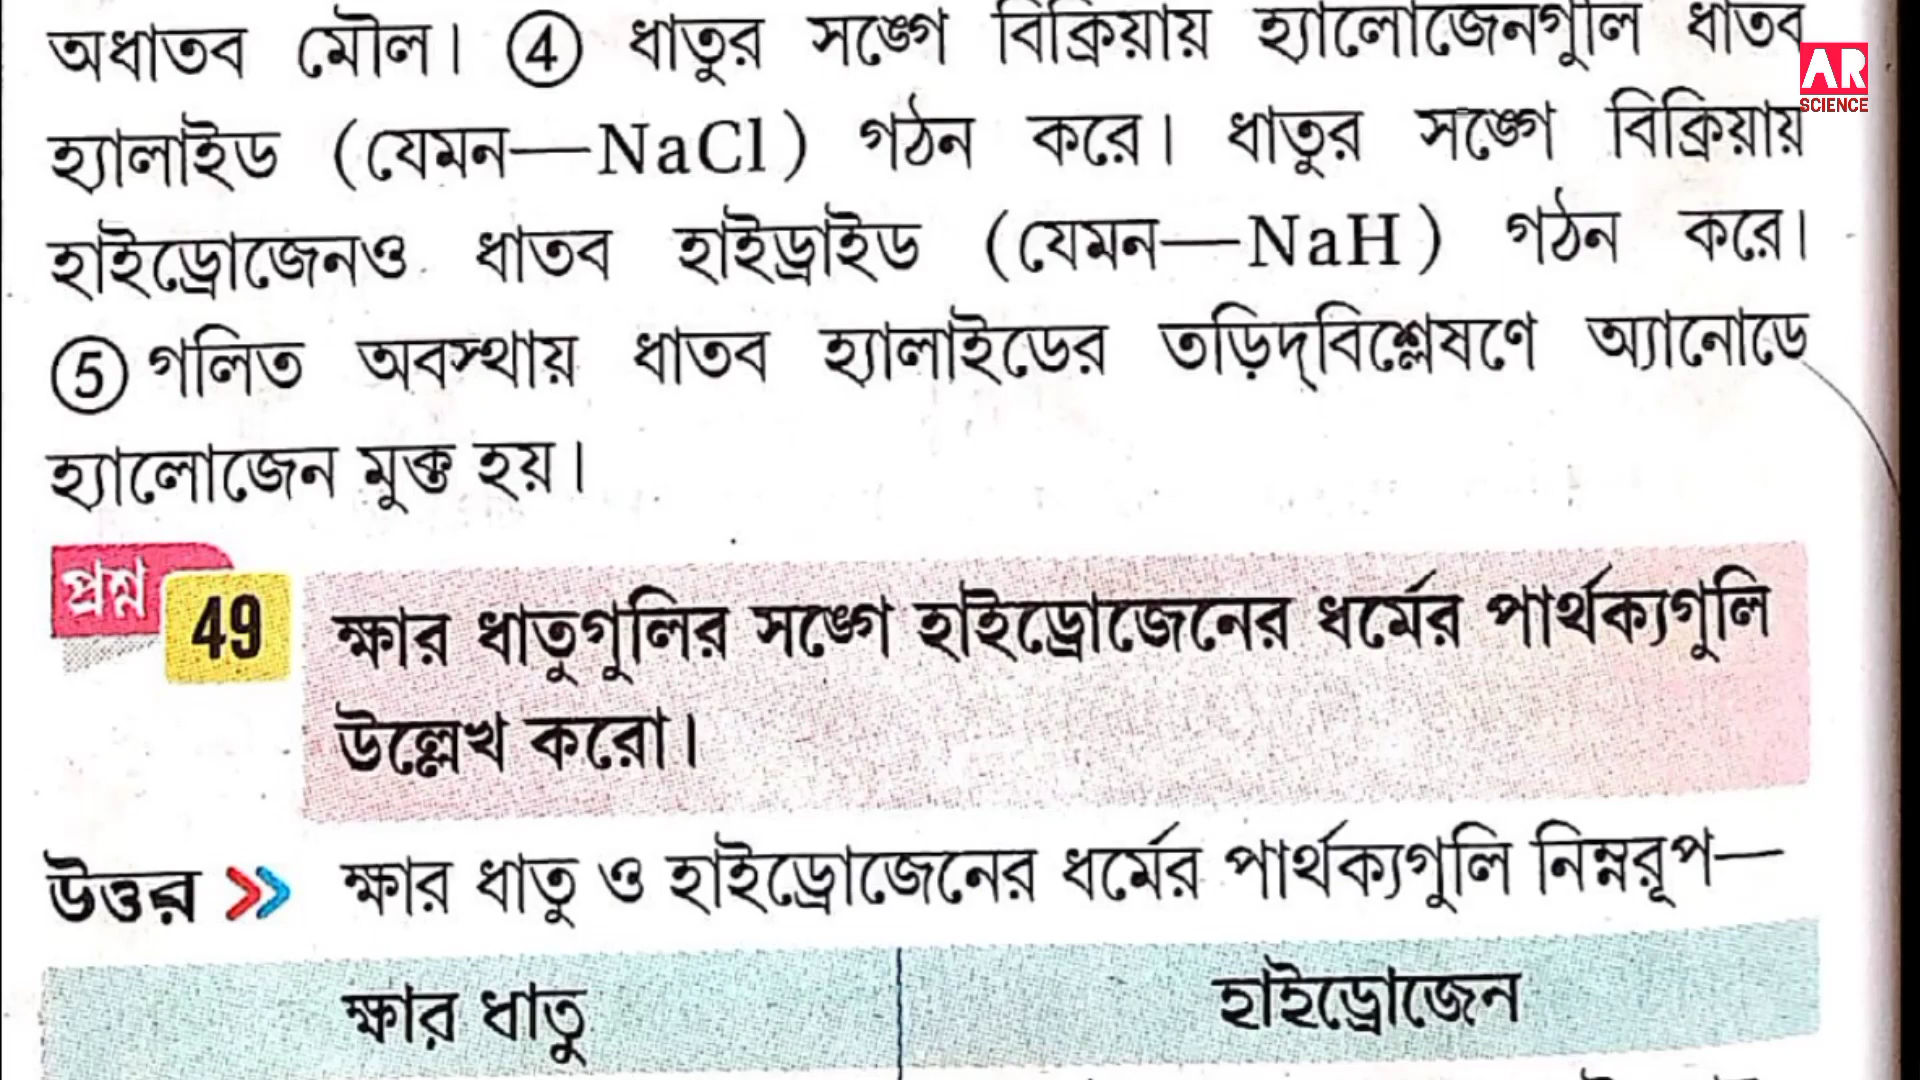 অধাতব মৌল। ④ ধাতুর সঙ্গে বিক্রিয়ায় হ্যালোজেনগুলি ধাতব
AR
SCIENCE
হ্যালাইড (যেমন—NaCl) গঠন করে। ধাতুর সঙ্গে বিক্রিয়ায়
হাইড্রোজেনও ধাতব হাইড্রাইড (যেমন—NaH) গঠন করে।
⑤ গলিত অবস্থায় ধাতব হ্যালাইডের তড়িদ্‌বিশ্লেষণে অ্যানোডে
হ্যালোজেন মুক্ত হয়।
প্রশ্ন 49 ক্ষার ধাতুগুলির সঙ্গে হাইড্রোজেনের ধর্মের পার্থক্যগুলি
উল্লেখ করো।
উত্তর » ক্ষার ধাতু ও হাইড্রোজেনের ধর্মের পার্থক্যগুলি নিম্নরূপ—
ক্ষার ধাতু হাইড্রোজেন